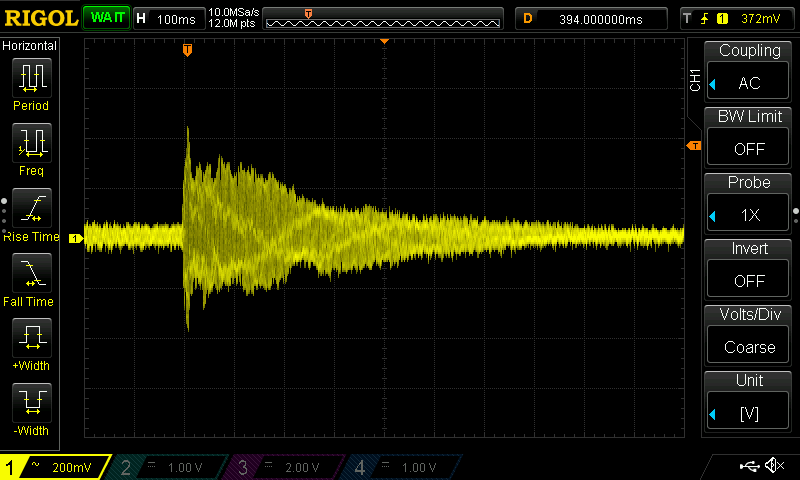 RIGOL WAIT H 100ms 10.0MSa/s D 394.000000ms T 1 372mV
12.0M pts
T
Horizontal
Period
Freq
Rise Time
Fall Time
+Width
-Width
T
T
1
CH1
Coupling
AC
BW Limit
OFF
Probe
1X
Invert
OFF
Volts/Div
Coarse
Unit
[V]
1 ~ 200mV 2 1.00 V 3 2.00 V 4 1.00 V